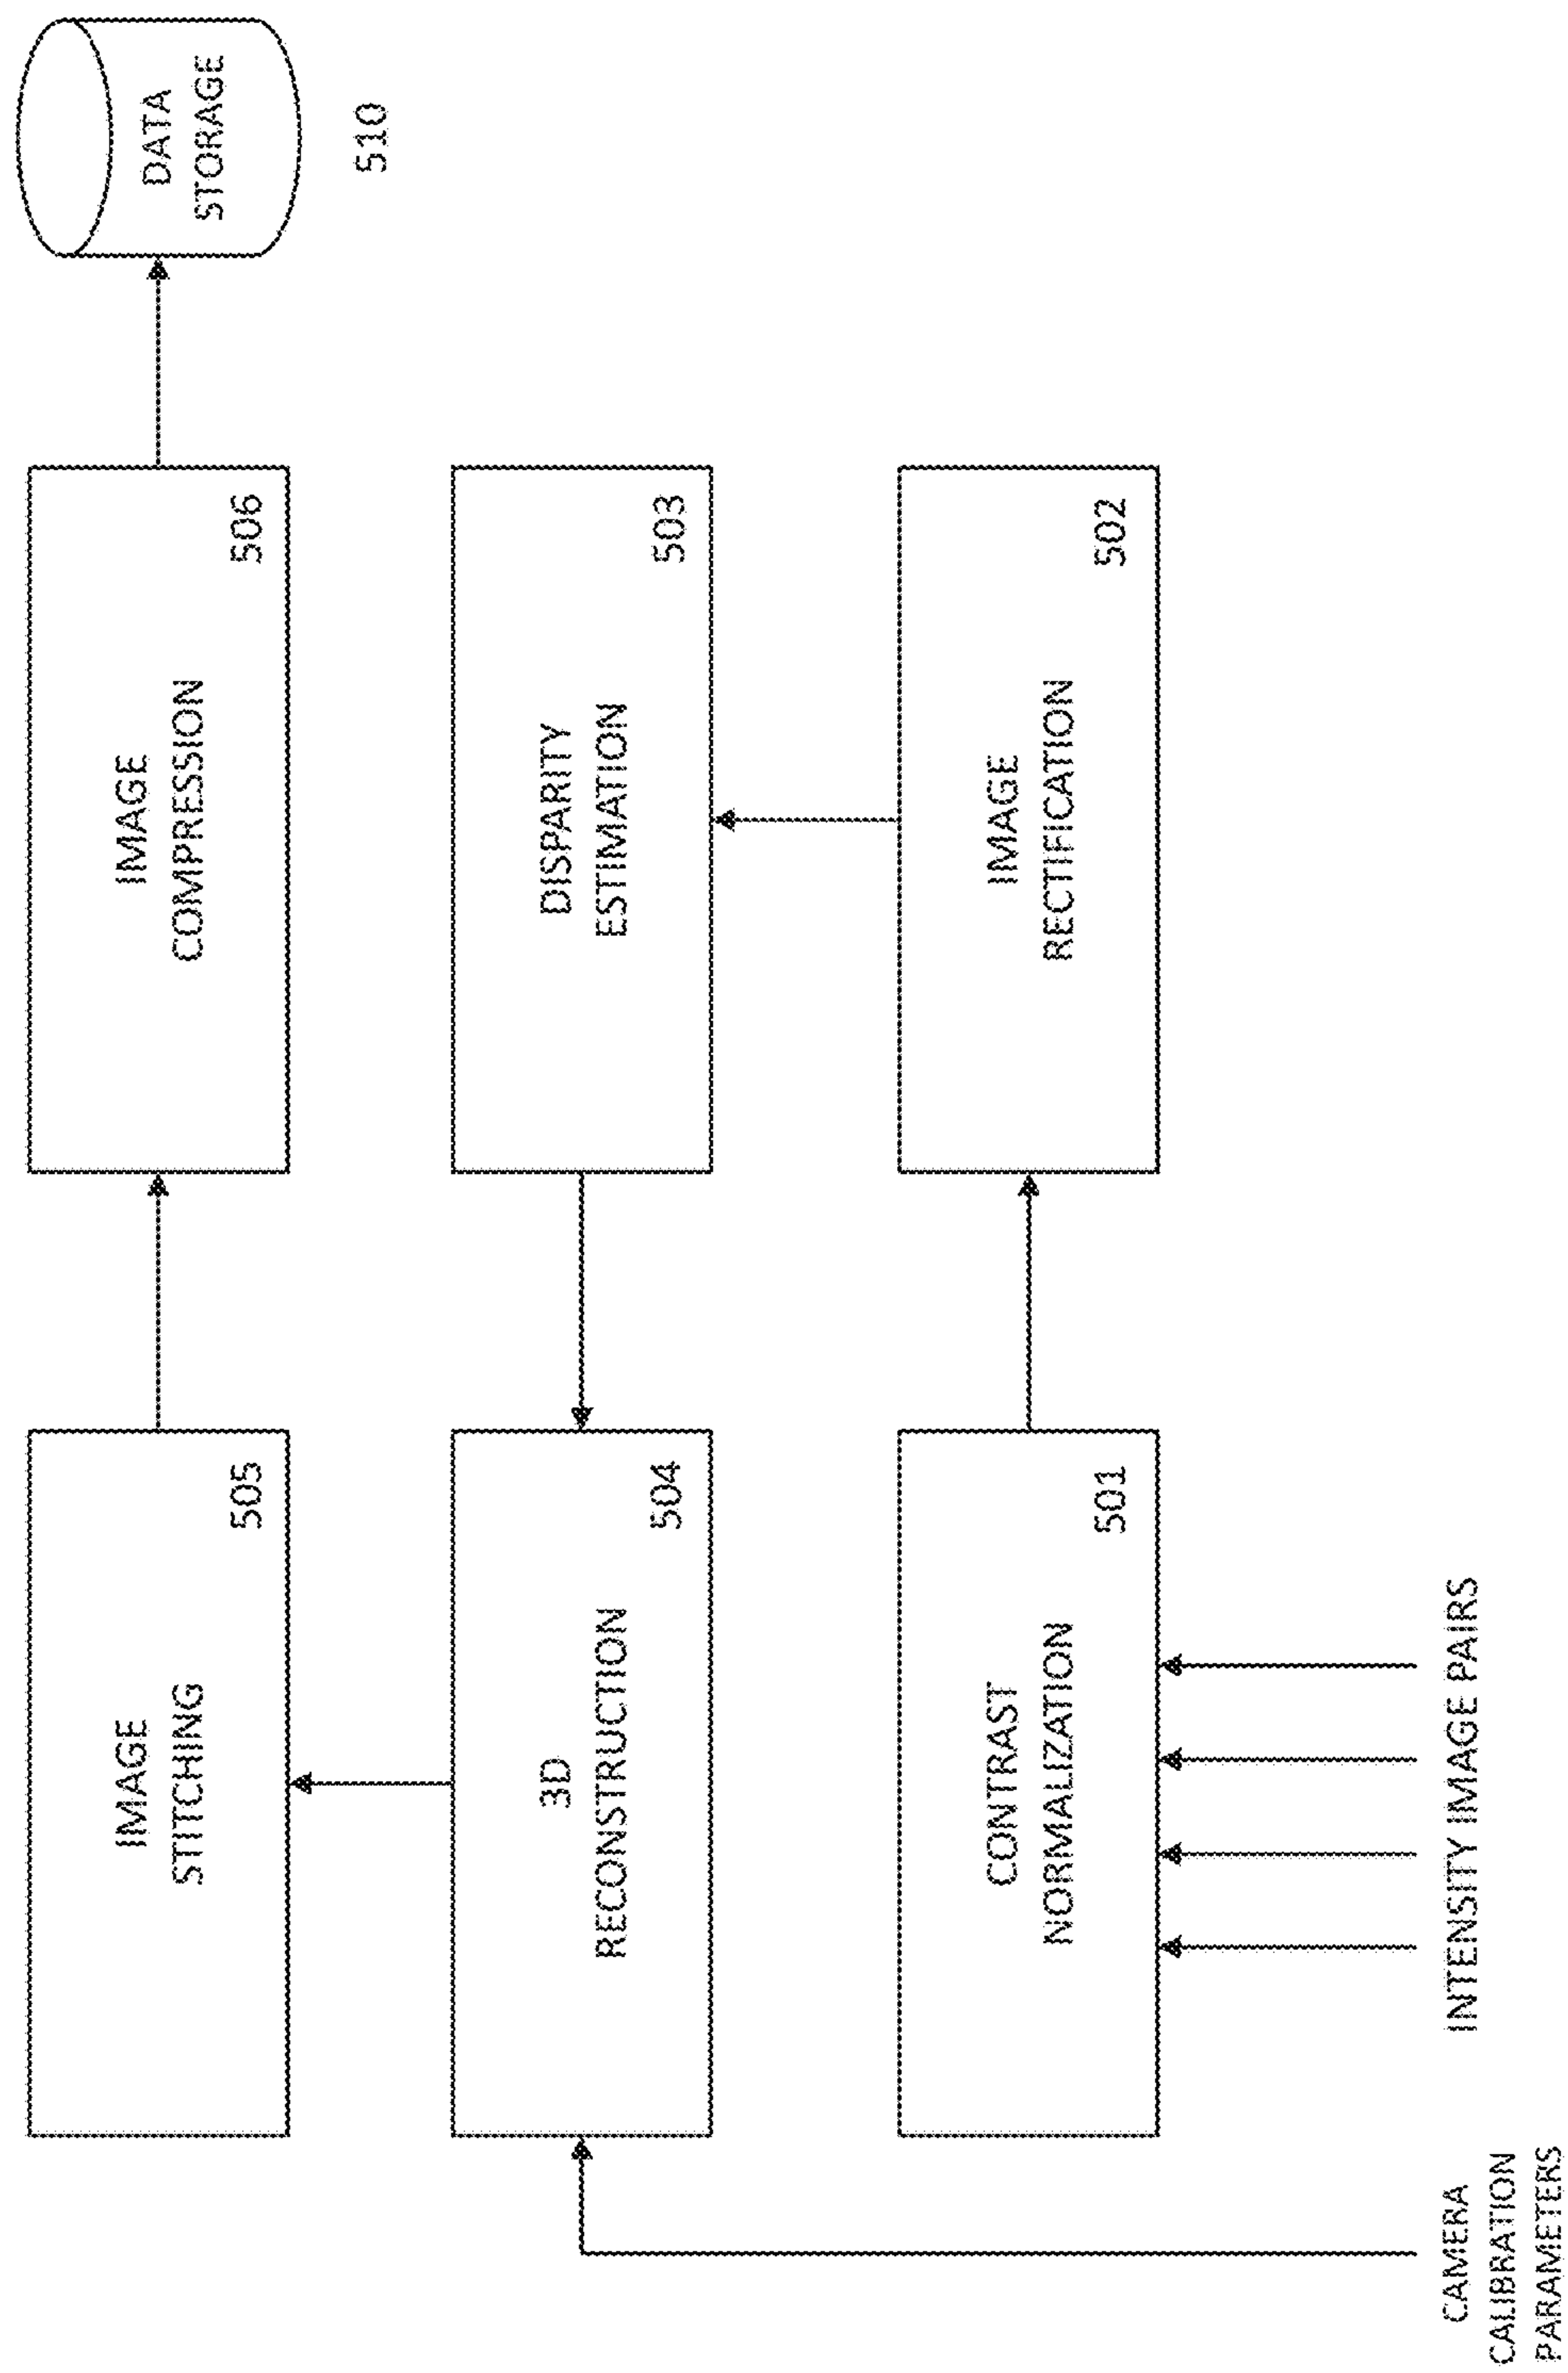 IMAGE
STITCHING
505
IMAGE
COMPRESSION
506
DATA
STORAGE
510
3D
RECONSTRUCTION
504
DISPARITY
ESTIMATION
503
CONTRAST
NORMALIZATION
501
IMAGE
RECTIFICATION
502
CAMERA
CALIBRATION
PARAMETERS
INTENSITY IMAGE PAIRS